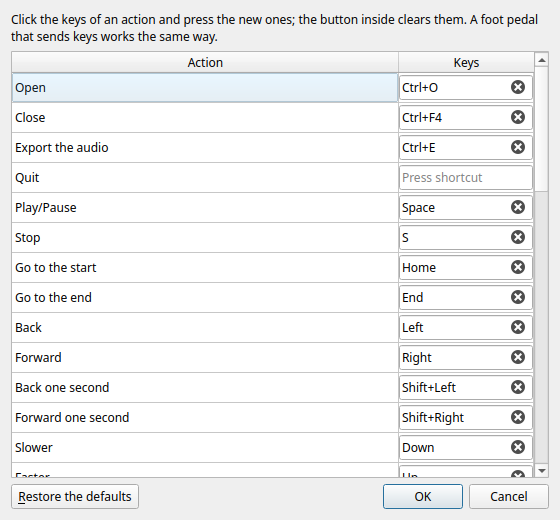 Click the keys of an action and press the new ones; the button inside clears them. A foot pedal
that sends keys works the same way.
Action Keys
Open Ctrl+O
Close Ctrl+F4
Export the audio Ctrl+E
Quit Press shortcut
Play/Pause Space
Stop S
Go to the start Home
Go to the end End
Back Left
Forward Right
Back one second Shift+Left
Forward one second Shift+Right
Slower Down
Faster Up
Restore the defaults OK Cancel